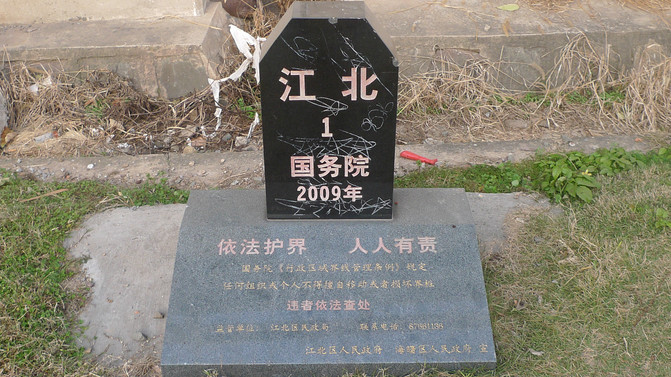 江 北
1
国务院
2009年
依法护界 人人有责
国务院《行政区域界线管理条例》规定
任何组织或个人不得擅自移动或者损坏界桩
违者依法查处
监管单位： 江北区民政局 联系电话：67681138
江北区人民政府 海曙区人民政府 宣